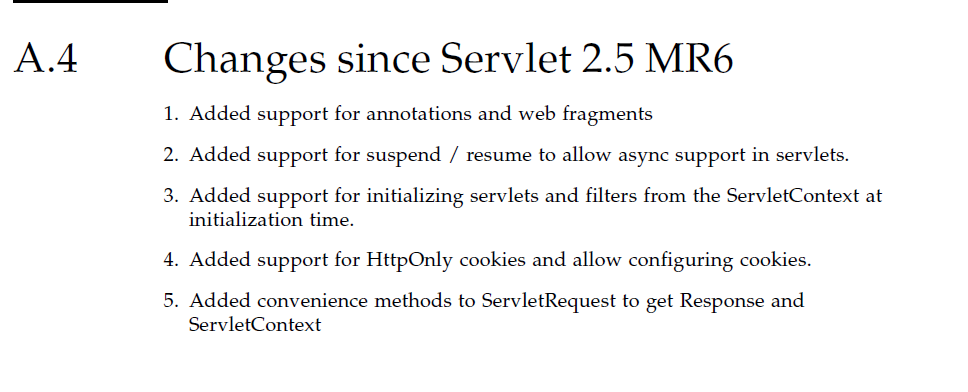 A.4 Changes since Servlet 2.5 MR6
1. Added support for annotations and web fragments
2. Added support for suspend / resume to allow async support in servlets.
3. Added support for initializing servlets and filters from the ServletContext at
initialization time.
4. Added support for HttpOnly cookies and allow configuring cookies.
5. Added convenience methods to ServletRequest to get Response and
ServletContext